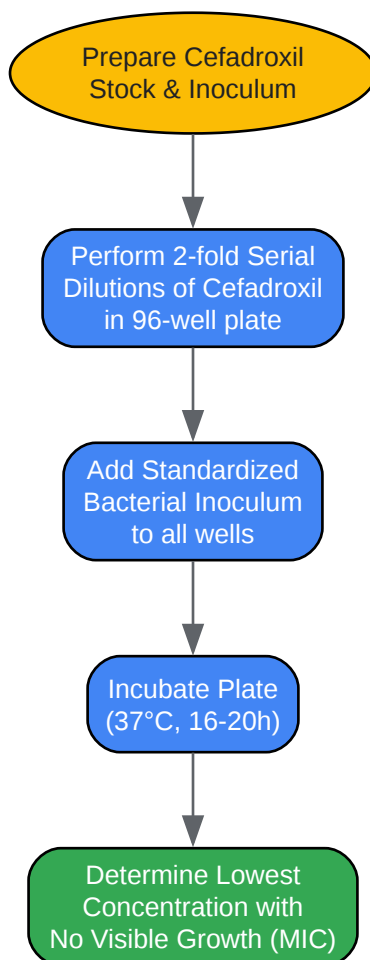 Prepare Cefadroxil
Stock & Inoculum
Perform 2-fold Serial
Dilutions of Cefadroxil
in 96-well plate
Add Standardized
Bacterial Inoculum
to all wells
Incubate Plate
(37°C, 16-20h)
Determine Lowest
Concentration with
No Visible Growth (MIC)